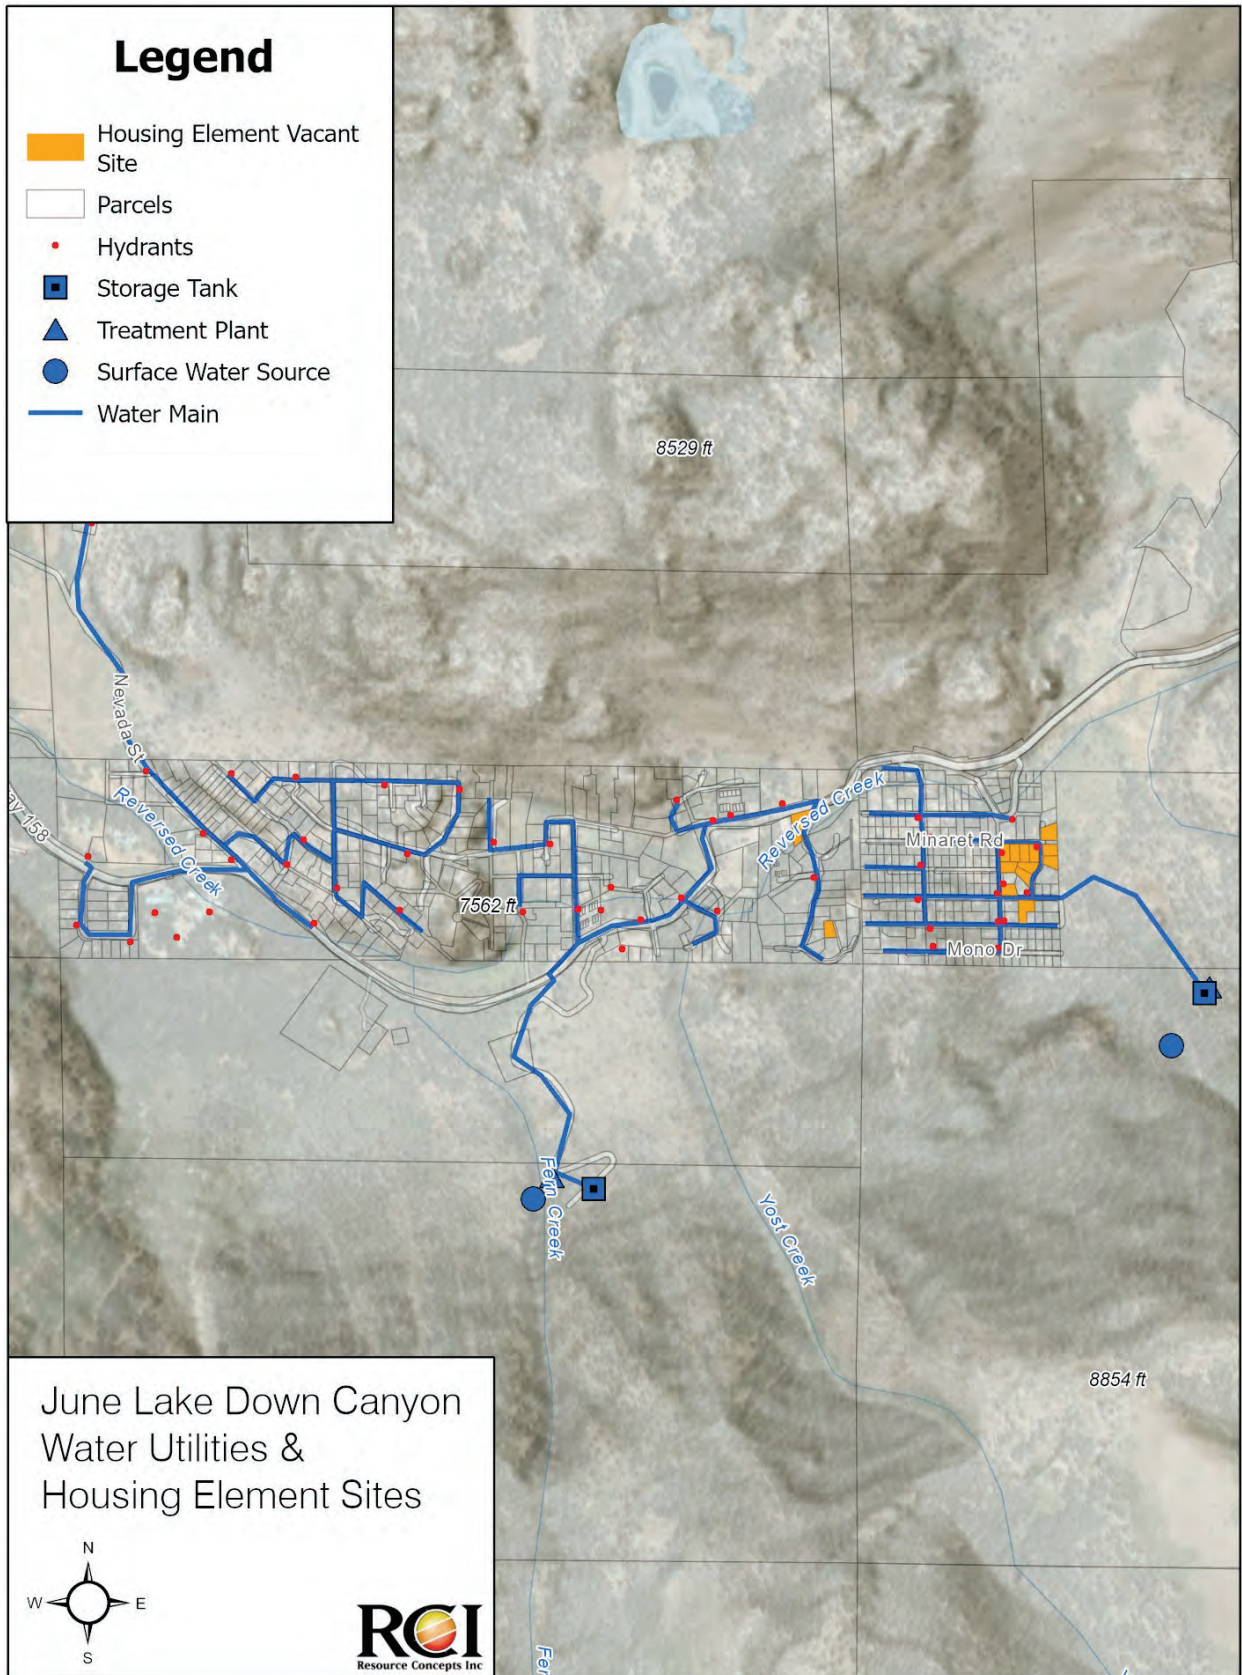 Legend
Housing Element Vacant
Site
Parcels
Hydrants
Storage Tank
Treatment Plant
Surface Water Source
Water Main
8529 ft
Nevada St
Reversed Creek
158
Reversed Creek
Minaret Rd
7562 ft
Mono Dr
Fern Creek
Yost Creek
8854 ft
June Lake Down Canyon
Water Utilities &
Housing Element Sites
N
W E
S
RCI
Resource Concepts Inc